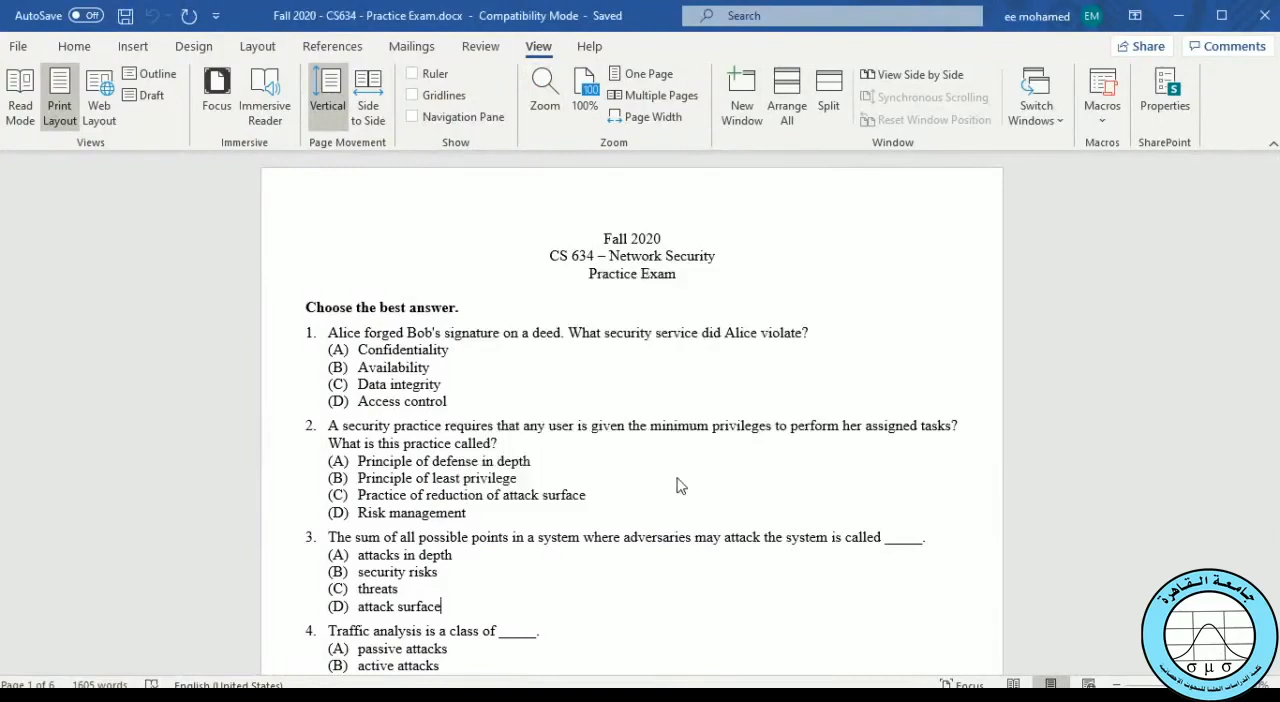 AutoSave Off Fall 2020 - CS634 - Practice Exam.docx - Compatibility Mode - Saved Search ee mohamed EM
File Home Insert Design Layout References Mailings Review View Help Share Comments
Read Mode
Print Layout
Web Layout
Outline
Draft
Views
Focus
Immersive Reader
Immersive
Vertical
Side to Side
Page Movement
Ruler
Gridlines
Navigation Pane
Show
Zoom
100
100%
One Page
Multiple Pages
Page Width
Zoom
New Window
Arrange All
Split
View Side by Side
Synchronous Scrolling
Reset Window Position
Switch Windows
Window
Macros
Macros
Properties
SharePoint
Fall 2020
CS 634 – Network Security
Practice Exam
Choose the best answer.
1. Alice forged Bob's signature on a deed. What security service did Alice violate?
(A) Confidentiality
(B) Availability
(C) Data integrity
(D) Access control
2. A security practice requires that any user is given the minimum privileges to perform her assigned tasks?
What is this practice called?
(A) Principle of defense in depth
(B) Principle of least privilege
(C) Practice of reduction of attack surface
(D) Risk management
3. The sum of all possible points in a system where adversaries may attack the system is called _____.
(A) attacks in depth
(B) security risks
(C) threats
(D) attack surface
4. Traffic analysis is a class of _____.
(A) passive attacks
(B) active attacks
Page 1 of 6 1605 words English (United States) Focus
جامعة القاهرة
σ μ σ